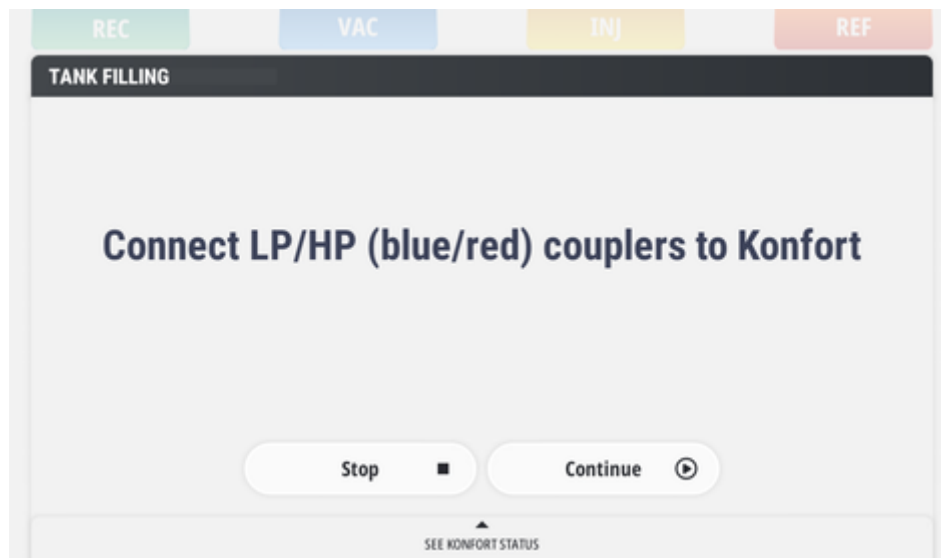 REC VAC INJ REF
TANK FILLING
Connect LP/HP (blue/red) couplers to Konfort
Stop Continue
SEE KONFORT STATUS